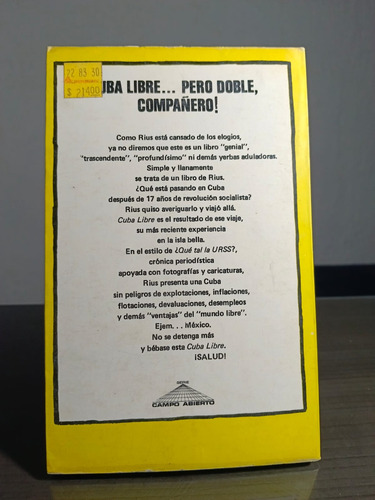 22 83 30
$ 21400
UBA LIBRE... PERO DOBLE,
COMPAÑERO!
Como Rius está cansado de los elogios,
ya no diremos que este es un libro "genial",
"trascendente", "profundísimo" ni demás yerbas aduladoras.
Simple y llanamente
se trata de un libro de Rius.
¿Qué está pasando en Cuba
después de 17 años de revolución socialista?
Rius quiso averiguarlo y viajó allá.
Cuba Libre es el resultado de ese viaje,
su más reciente experiencia
en la isla bella.
En el estilo de ¿Qué tal la URSS?,
crónica periodística
apoyada con fotografías y caricaturas,
Rius presenta una Cuba
sin peligros de explotaciones, inflaciones,
flotaciones, devaluaciones, desempleos
y demás "ventajas" del "mundo libre".
Ejem... México.
No se detenga más
y bébase esta Cuba Libre.
¡SALUD!
SERIE
CAMPO ABIERTO